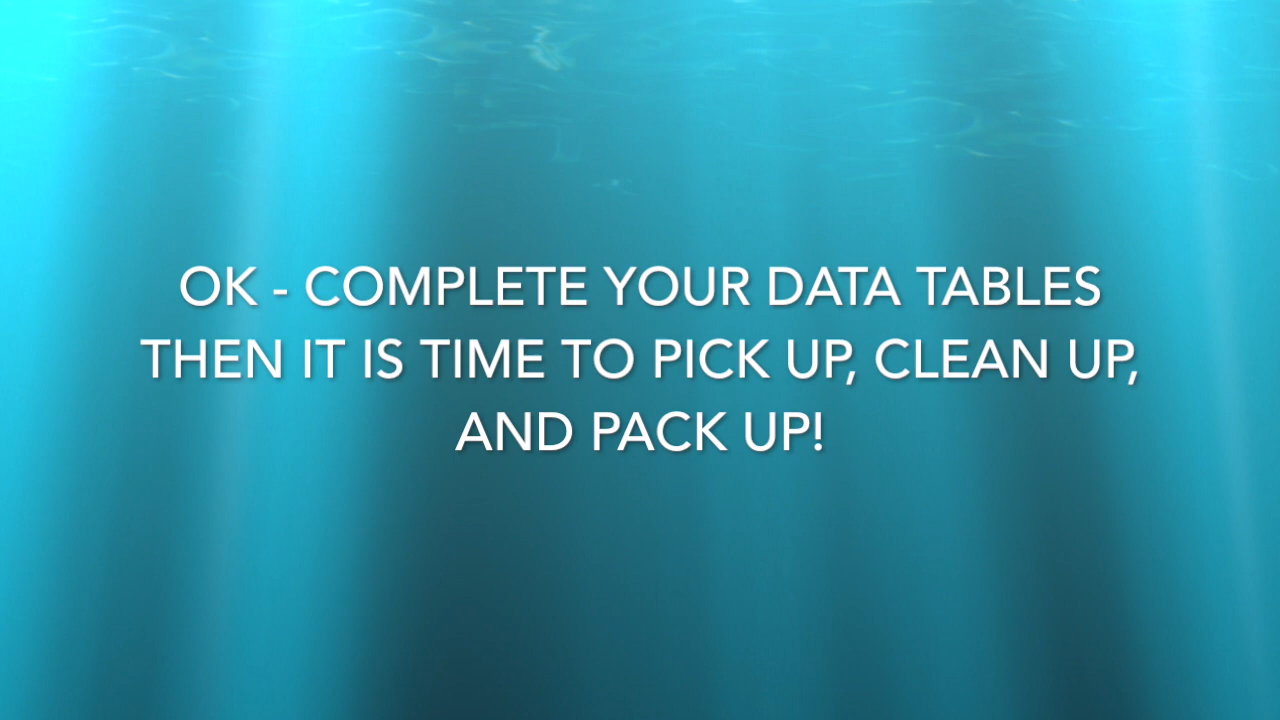 OK - COMPLETE YOUR DATA TABLES
THEN IT IS TIME TO PICK UP, CLEAN UP,
AND PACK UP!